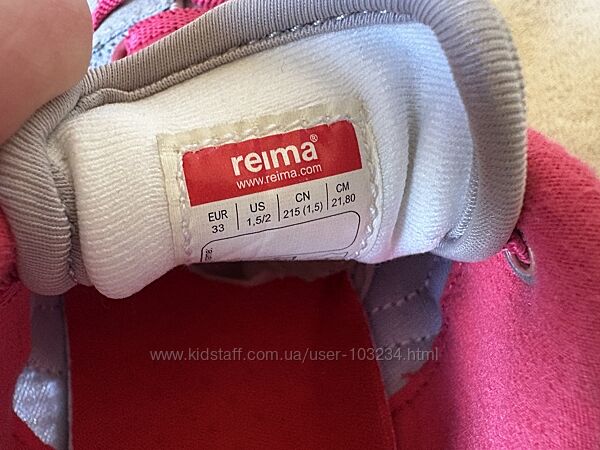 reima®
www.reima.com
EUR US CN CM
33 1,5/2 215 (1.5) 21,80
www.kidstaff.com.ua/user-103234.html